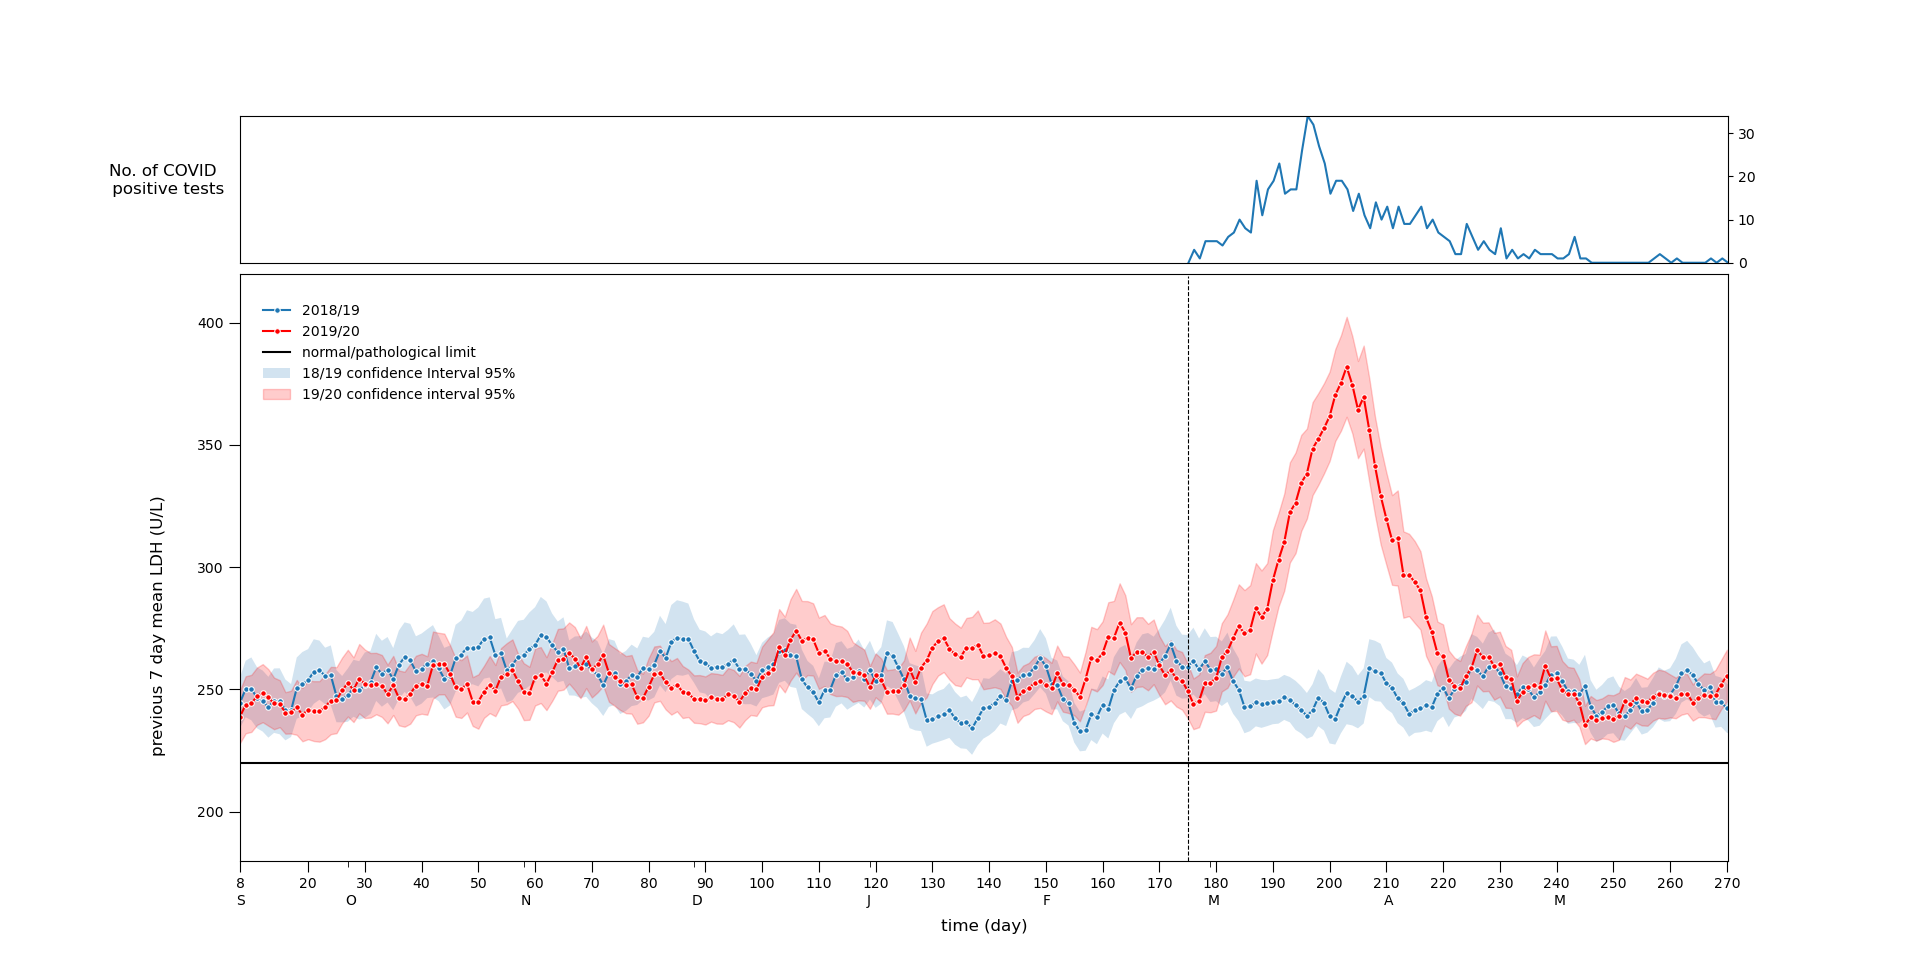 No. of COVID
positive tests
30
20
10
0
2018/19
2019/20
normal/pathological limit
18/19 confidence Interval 95%
19/20 confidence interval 95%
previous 7 day mean LDH (U/L)
400
350
300
250
200
8 20 30 40 50 60 70 80 90 100 110 120 130 140 150 160 170 180 190 200 210 220 230 240 250 260 270
S O N D J F M A M
time (day)